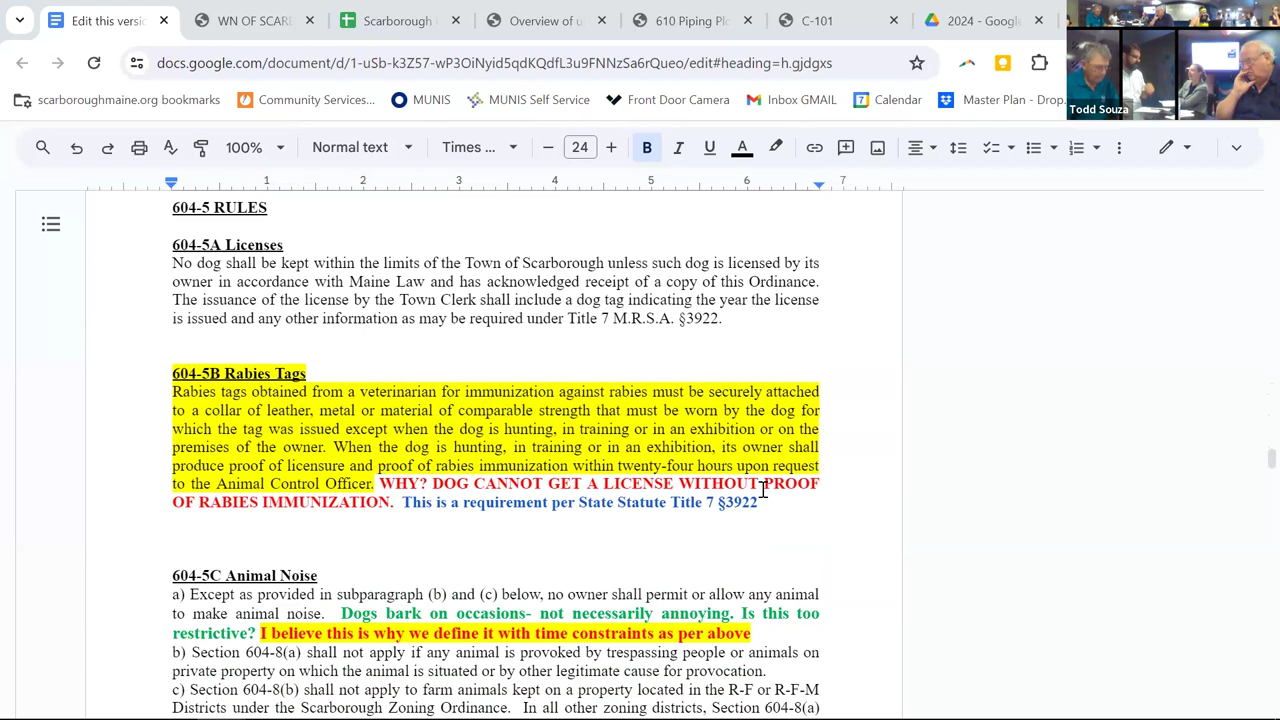 Edit this versi
WN OF SCARL
Scarborough
Overview of u
610 Piping Plo
C-101
2024 - Google
docs.google.com/document/d/1-uSb-k3Z57-wP3OiNyid5qdKQdfL3u9FNNzSa6rQueo/edit#heading=h.gjdgxs
scarboroughmaine.org bookmarks
Community Services...
MUNIS
MUNIS Self Service
Front Door Camera
Inbox GMAIL
Calendar
Master Plan - Drop...
Todd Souza
100%
Normal text
Times ...
24
B
I
U
A
1 2 3 4 5 6 7
604-5 RULES
604-5A Licenses
No dog shall be kept within the limits of the Town of Scarborough unless such dog is licensed by its
owner in accordance with Maine Law and has acknowledged receipt of a copy of this Ordinance.
The issuance of the license by the Town Clerk shall include a dog tag indicating the year the license
is issued and any other information as may be required under Title 7 M.R.S.A. §3922.
604-5B Rabies Tags
Rabies tags obtained from a veterinarian for immunization against rabies must be securely attached
to a collar of leather, metal or material of comparable strength that must be worn by the dog for
which the tag was issued except when the dog is hunting, in training or in an exhibition or on the
premises of the owner. When the dog is hunting, in training or in an exhibition, its owner shall
produce proof of licensure and proof of rabies immunization within twenty-four hours upon request
to the Animal Control Officer. WHY? DOG CANNOT GET A LICENSE WITHOUT PROOF
OF RABIES IMMUNIZATION. This is a requirement per State Statute Title 7 §3922
604-5C Animal Noise
a) Except as provided in subparagraph (b) and (c) below, no owner shall permit or allow any animal
to make animal noise. Dogs bark on occasions- not necessarily annoying. Is this too
restrictive? I believe this is why we define it with time constraints as per above
b) Section 604-8(a) shall not apply if any animal is provoked by trespassing people or animals on
private property on which the animal is situated or by other legitimate cause for provocation.
c) Section 604-8(b) shall not apply to farm animals kept on a property located in the R-F or R-F-M
Districts under the Scarborough Zoning Ordinance. In all other zoning districts, Section 604-8(a)